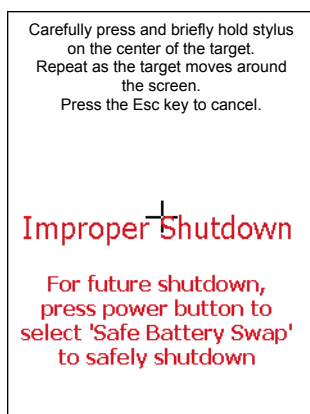 Carefully press and briefly hold stylus
on the center of the target.
Repeat as the target moves around
the screen.
Press the Esc key to cancel.
Improper Shutdown
For future shutdown,
press power button to
select 'Safe Battery Swap'
to safely shutdown